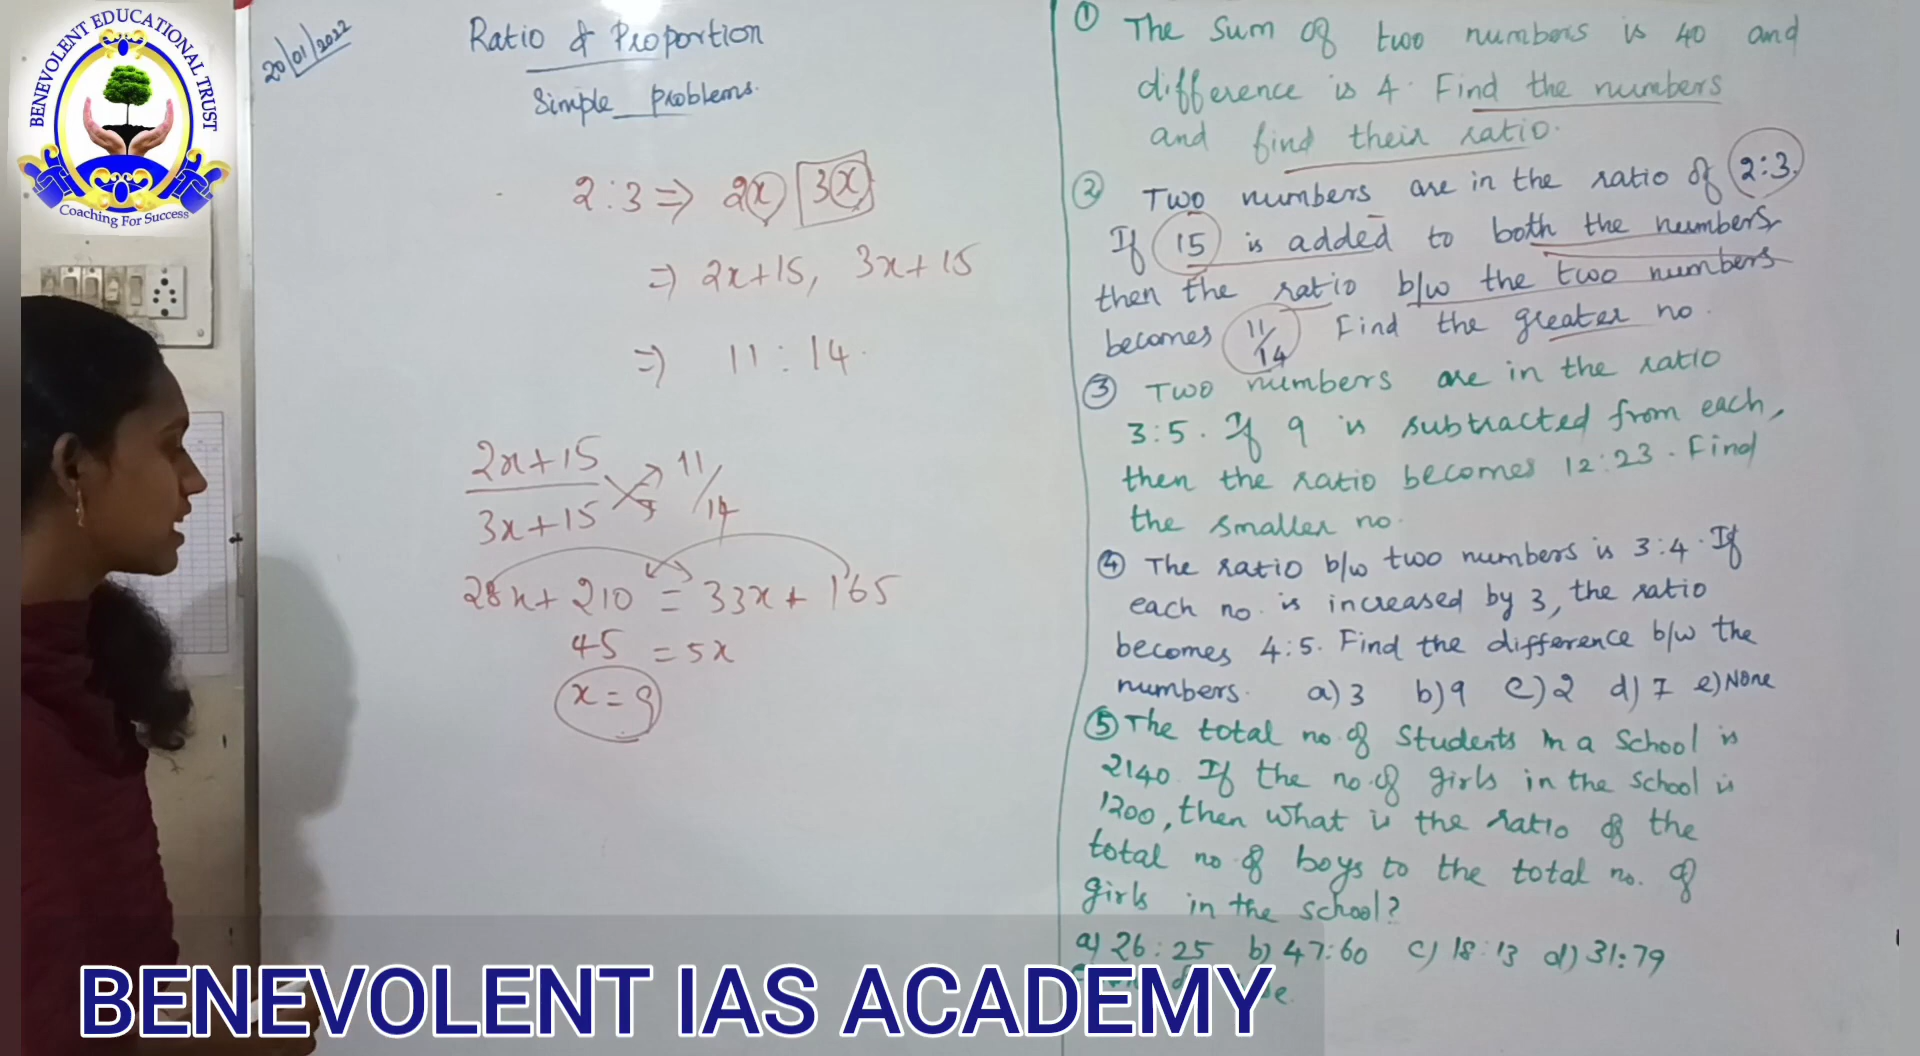 BENEVOLENT EDUCATIONAL TRUST
Coaching For Success
20/01/2022
Ratio & Proportion
Simple Problems.
2:3 ⇒ 2x 3x
⇒ 2x+15, 3x+15
⇒ 11 : 14.
2x+15 11/14
3x+15
28x+ 210 = 33x + 165
45 = 5x
x = 9
① The Sum of two numbers is 40 and
difference is 4. Find the numbers
and find their ratio.
② Two numbers are in the ratio of 2:3.
If 15 is added to both the numbers,
then the ratio b/w the two numbers
becomes 11/14 Find the greater no.
③ Two numbers are in the ratio
3:5. If 9 is subtracted from each,
then the ratio becomes 12:23. Find
the smaller no.
④ The ratio b/w two numbers is 3:4. If
each no. is increased by 3, the ratio
becomes 4:5. Find the difference b/w the
numbers. a) 3 b) 9 c) 2 d) 7 e) None
⑤ The total no. of Students in a School is
2140. If the no. of girls in the school is
1200, then what is the ratio of the
total no. of boys to the total no. of
girls in the school?
a) 26:25 b) 47:60 c) 18:13 d) 31:79
BENEVOLENT IAS ACADEMY